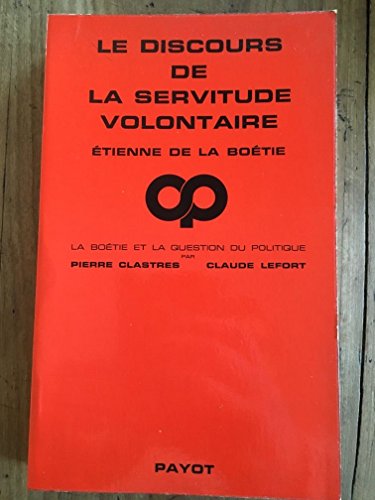 LE DISCOURS
DE
LA SERVITUDE
VOLONTAIRE
ÉTIENNE DE LA BOÉTIE
LA BOÉTIE ET LA QUESTION DU POLITIQUE
PAR
PIERRE CLASTRES CLAUDE LEFORT
PAYOT